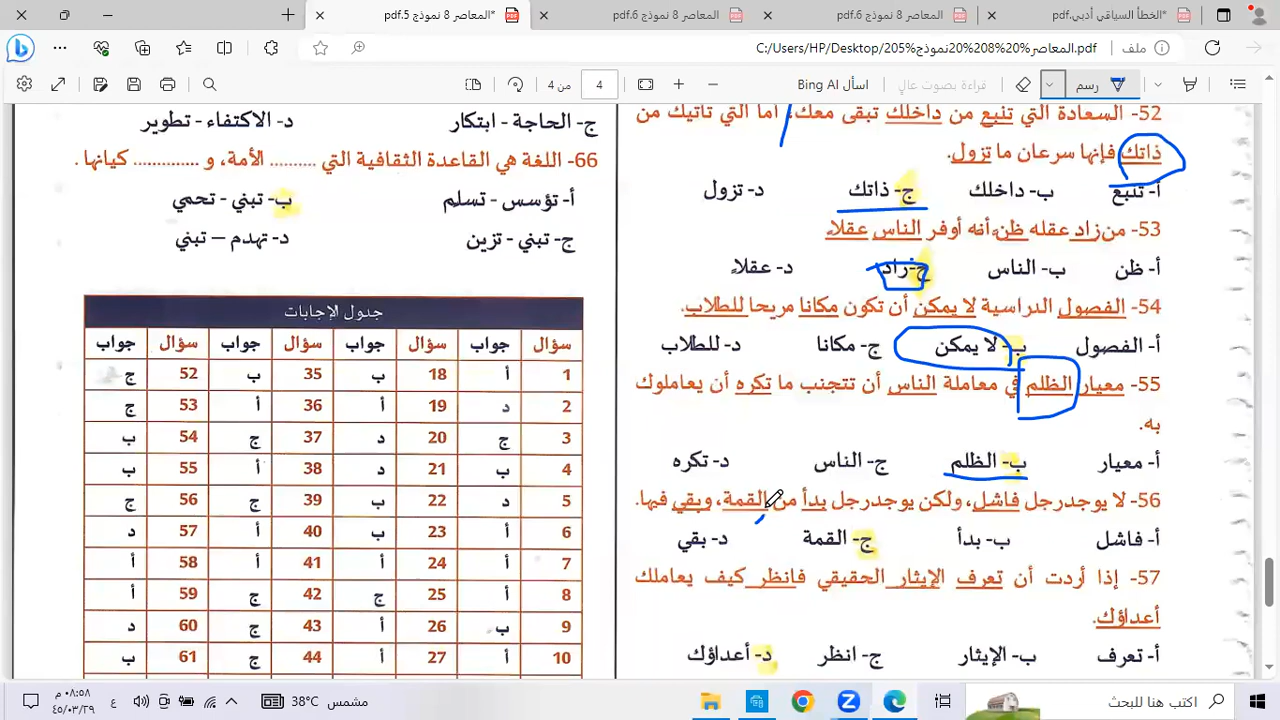 المعاصر 8 نموذج 5.pdf*
المعاصر 8 نموذج 6.pdf
المعاصر 8 نموذج 6.pdf
الخطأ السياقي أدبي.pdf*
C:/Users/HP/Desktop/205%المعاصر%208%20نموذج%20.pdf
ملف
4
من 4
اسأل Bing AI
قراءة بصوت عالٍ
رسم
52- السعادة التي تنبع من داخلك تبقى معك، أما التي تأتيك من
ذاتك فإنها سرعان ما تزول.
أ- تنبع
ب- داخلك
ج- ذاتك
د- تزول
53- من زاد عقله ظن أنه أوفر الناس عقلاً.
أ- ظن
ب- الناس
ج- زاد
د- عقلاً
54- الفصول الدراسية لا يمكن أن تكون مكانا مريحا للطلاب.
أ- الفصول
ب- لا يمكن
ج- مكانا
د- للطلاب
55- معيار الظلم في معاملة الناس أن تتجنب ما تكره أن يعاملوك
به.
أ- معيار
ب- الظلم
ج- الناس
د- تكره
56- لا يوجد رجل فاشل، ولكن يوجد رجل بدأ من القمة، وبقي فيها.
أ- فاشل
ب- بدأ
ج- القمة
د- بقي
57- إذا أردت أن تعرف الإيثار الحقيقي فانظر كيف يعاملك
أعداؤك.
أ- تعرف
ب- الإيثار
ج- انظر
د- أعداؤك
ج- الحاجة - ابتكار
د- الاكتفاء - تطوير
66- اللغة هي القاعدة الثقافية التي ......... الأمة، و ............. كيانها .
أ- تؤسس - تسلم
ب- تبني - تحمي
ج- تبني - تزين
د- تهدم – تبني
جدول الإجابات
سؤال جواب سؤال جواب سؤال جواب سؤال جواب
1 أ 18 ب 35 ب 52 ج
2 د 19 أ 36 أ 53 ج
3 ج 20 د 37 ج 54 ب
4 ب 21 د 38 أ 55 ب
5 د 22 ب 39 ج 56 ج
6 أ 23 ب 40 أ 57 د
7 أ 24 أ 41 أ 58 أ
8 أ 25 ج 42 ج 59 أ
9 ب 26 أ 43 ج 60 د
10 أ 27 أ 44 ج 61 ب
٠٨:٥٨ م
٠٣/٢٩
ع
38°C مشمس
اكتب هنا للبحث